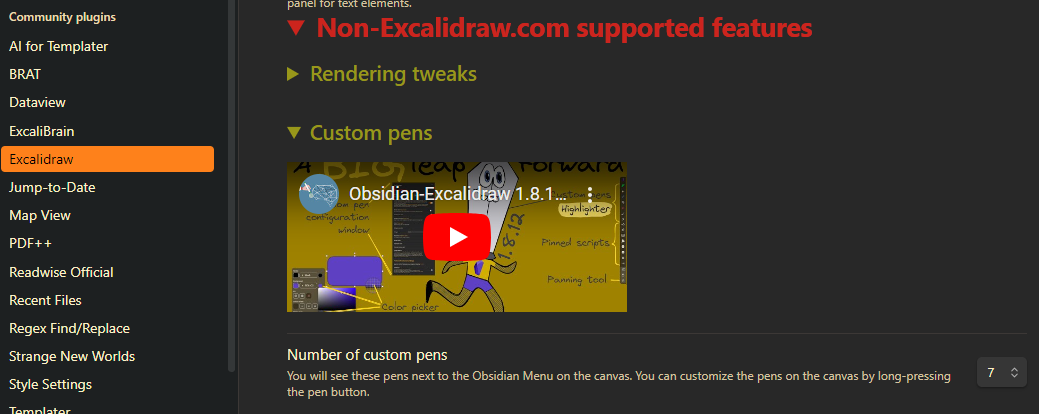 Community plugins
AI for Templater
BRAT
Dataview
ExcaliBrain
Excalidraw
Jump-to-Date
Map View
PDF++
Readwise Official
Recent Files
Regex Find/Replace
Strange New Worlds
Style Settings
Templater
panel for text elements.
Non-Excalidraw.com supported features
Rendering tweaks
Custom pens
A BIG leap Forward
Obsidian-Excalidraw 1.8.1...
Custom pens
Highlighter
configuration
window
1.8.12
Pinned scripts
Panning tool
Color picker
Number of custom pens
You will see these pens next to the Obsidian Menu on the canvas. You can customize the pens on the canvas by long-pressing
the pen button.
7